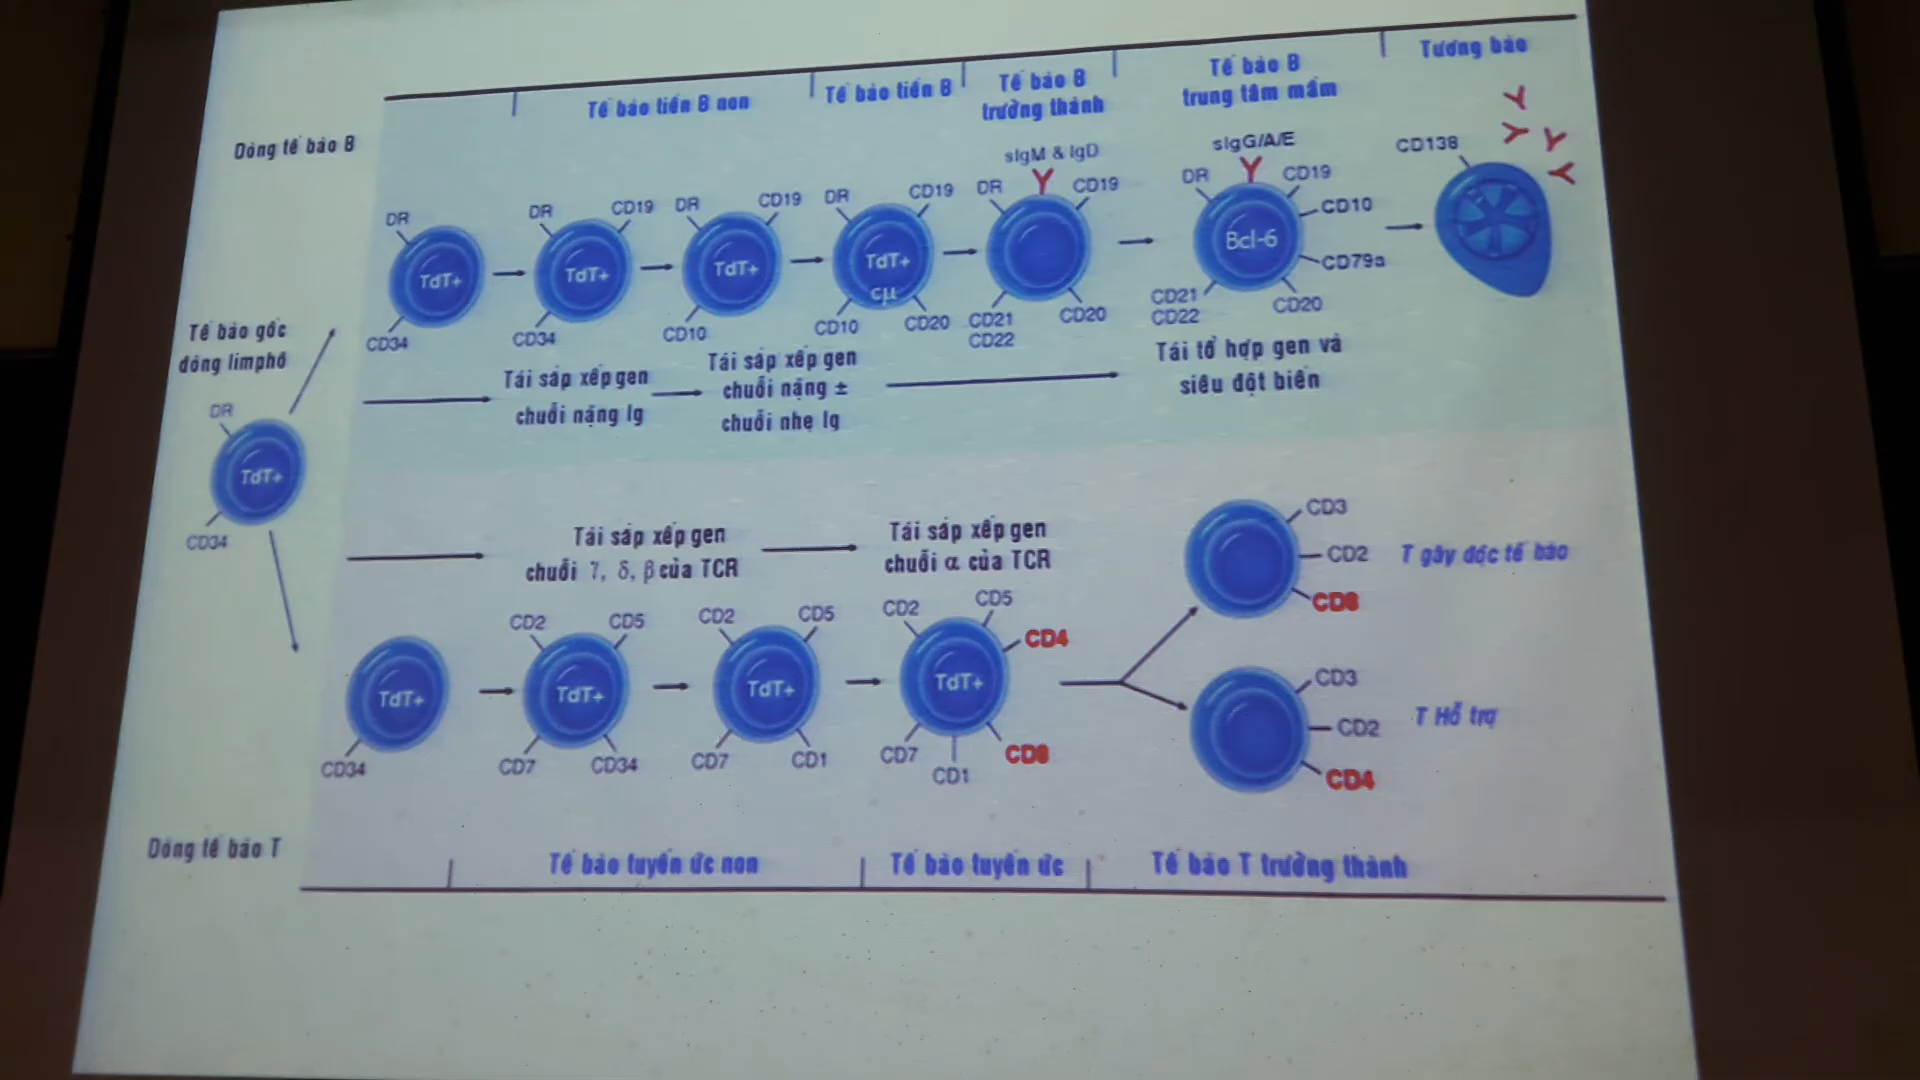 Tế bào tiền B non
Tế bào tiền B
Tế bào B
trưởng thành
Tế bào B
trung tâm mầm
Tương bào
Dòng tế bào B
sIgM & IgD
sIgG/A/E
CD138
DR
DR
CD19
DR
CD19
DR
CD19
DR
CD19
DR
CD19
CD10
TdT+
TdT+
TdT+
TdT+
cμ
Bcl-6
CD79a
CD34
CD34
CD10
CD10
CD20
CD21
CD22
CD20
CD21
CD22
CD20
Tế bào gốc
dòng limphô
DR
TdT+
CD34
Tái sắp xếp gen
chuỗi nặng Ig
Tái sắp xếp gen
chuỗi nặng ±
chuỗi nhẹ Ig
Tái tổ hợp gen và
siêu đột biến
Tái sắp xếp gen
chuỗi γ, δ, β của TCR
Tái sắp xếp gen
chuỗi α của TCR
CD3
CD2
CD8
T gây độc tế bào
CD2
CD5
CD2
CD5
CD2
CD5
CD4
TdT+
TdT+
TdT+
TdT+
CD34
CD7
CD34
CD7
CD1
CD7
CD1
CD8
CD3
CD2
CD4
T Hỗ trợ
Dòng tế bào T
Tế bào tuyến ức non
Tế bào tuyến ức
Tế bào T trưởng thành